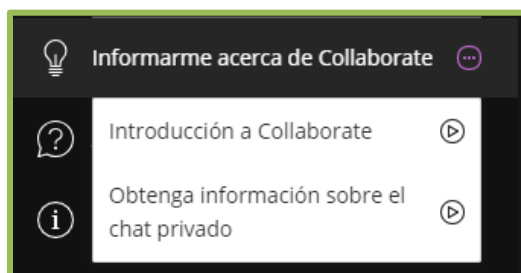 Informarme acerca de Collaborate
Introducción a Collaborate
Obtenga información sobre el
chat privado